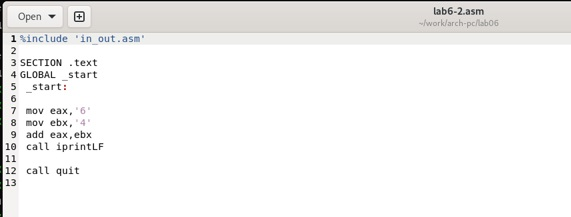 Open
lab6-2.asm
~/work/arch-pc/lab06
1 %include 'in_out.asm'
2
3 SECTION .text
4 GLOBAL _start
5 _start:
6
7 mov eax,'6'
8 mov ebx,'4'
9 add eax,ebx
10 call iprintLF
11
12 call quit
13